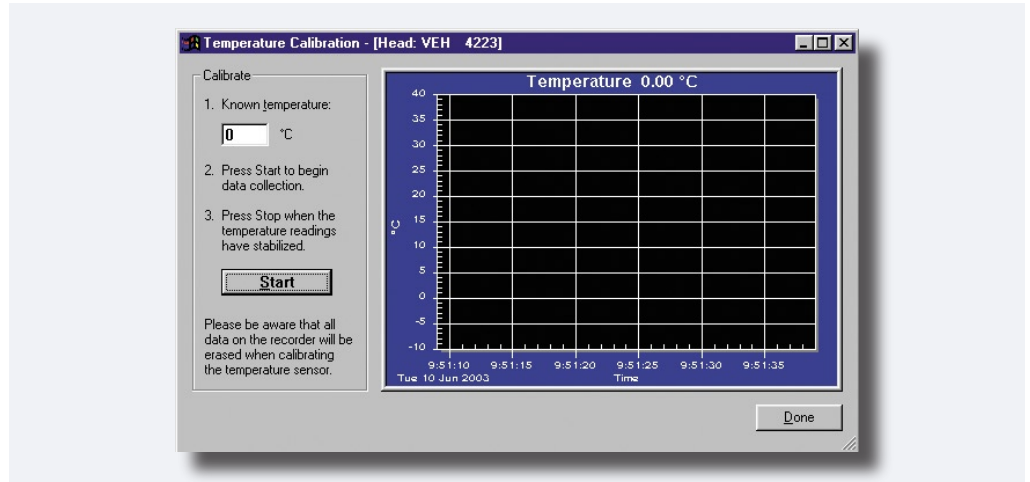 Temperature Calibration - [Head: VEH 4223]
Calibrate
1. Known temperature:
0 °C
2. Press Start to begin
data collection.
3. Press Stop when the
temperature readings
have stabilized.
Start
Please be aware that all
data on the recorder will be
erased when calibrating
the temperature sensor.
Temperature 0.00 °C
40
35
30
25
20
15
10
5
0
-5
-10
°C
9:51:10 9:51:15 9:51:20 9:51:25 9:51:30 9:51:35
Tue 10 Jun 2003
Time
Done